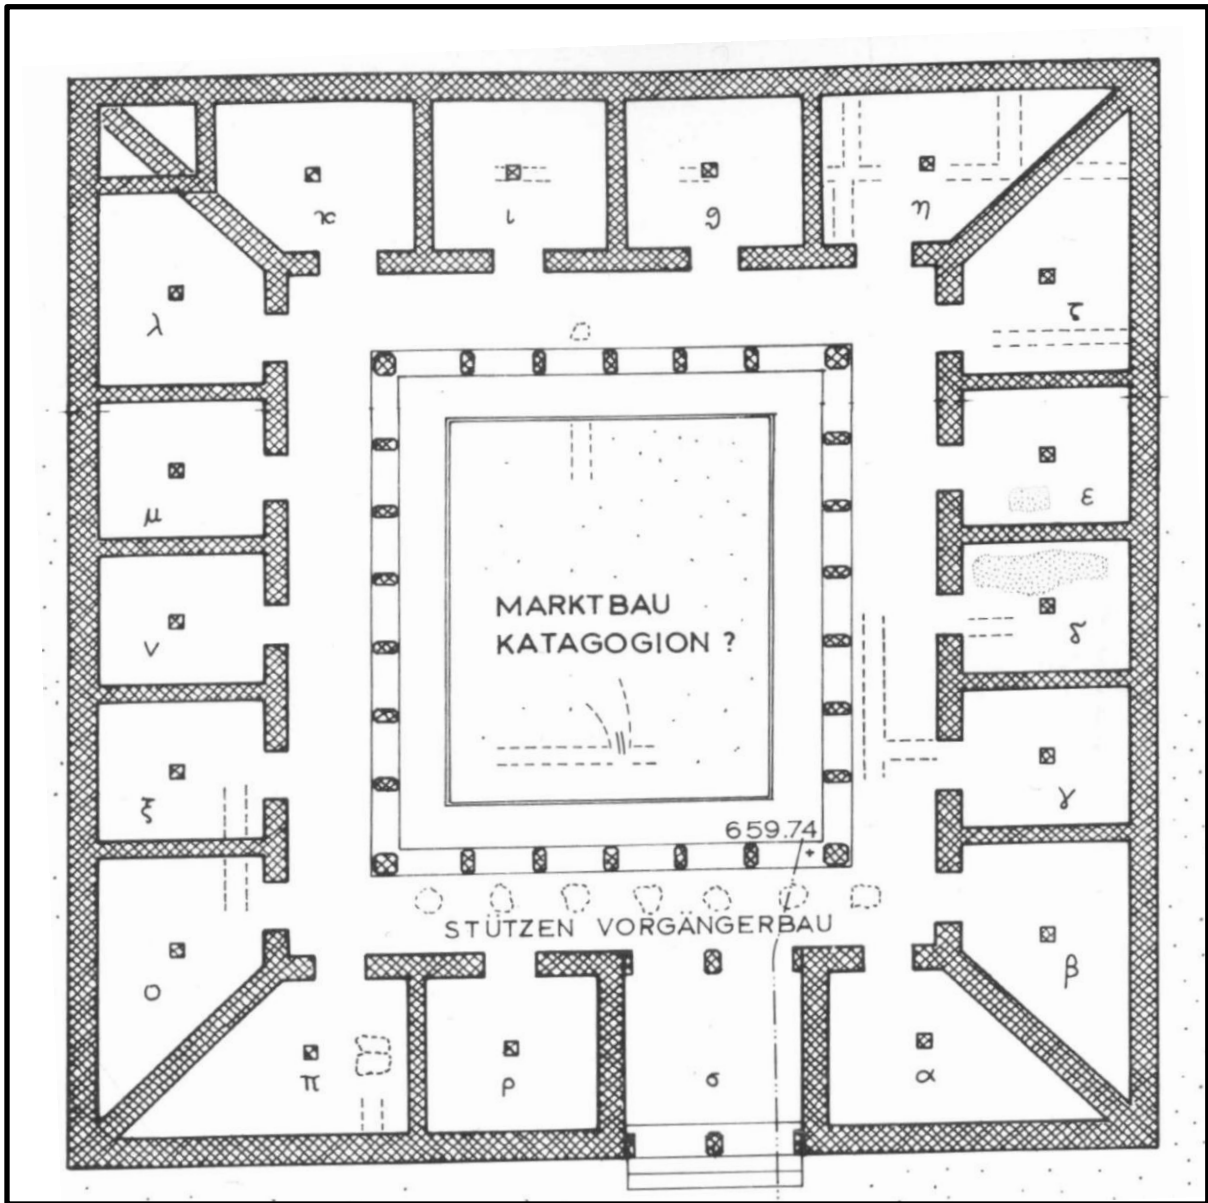 ϰ ι ϑ η
λ ζ
μ ε
MARKTBAU
KATAGOGION ?
ν δ
ξ γ
659.74
STÜTZEN VORGÄNGERBAU
ο β
π ρ σ α